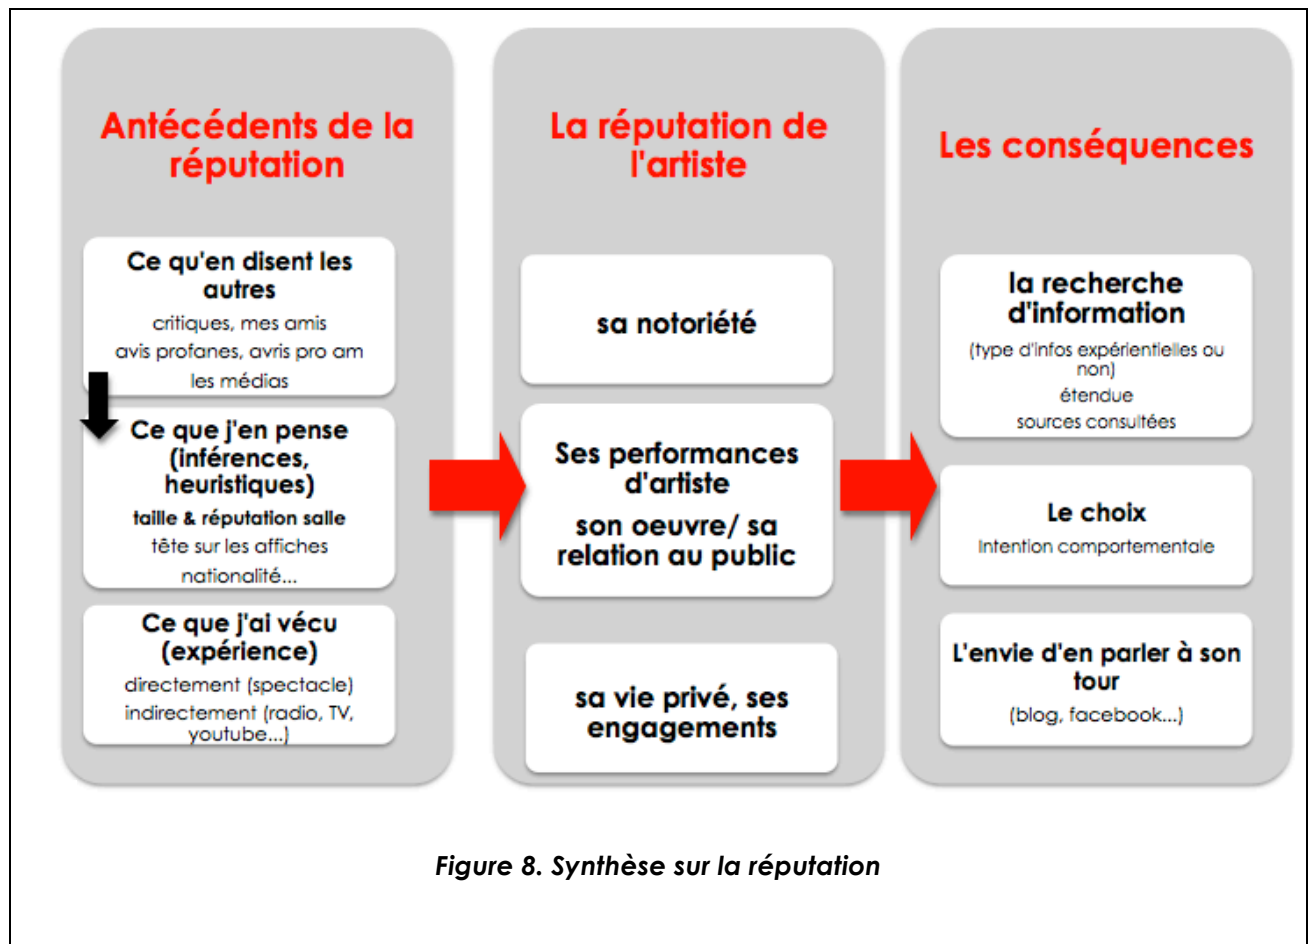 Antécédents de la
réputation
Ce qu'en disent les
autres
critiques, mes amis
avis profanes, avris pro am
les médias
Ce que j'en pense
(inférences,
heuristiques)
taille & réputation salle
tête sur les affiches
nationalité...
Ce que j'ai vécu
(expérience)
directement (spectacle)
indirectement (radio, TV,
youtube...)
La réputation de
l'artiste
sa notoriété
Ses performances
d'artiste
son oeuvre/ sa
relation au public
sa vie privé, ses
engagements
Les conséquences
la recherche
d'information
(type d'infos expérientielles ou
non)
étendue
sources consultées
Le choix
Intention comportementale
L'envie d'en parler à son
tour
(blog, facebook...)
Figure 8. Synthèse sur la réputation